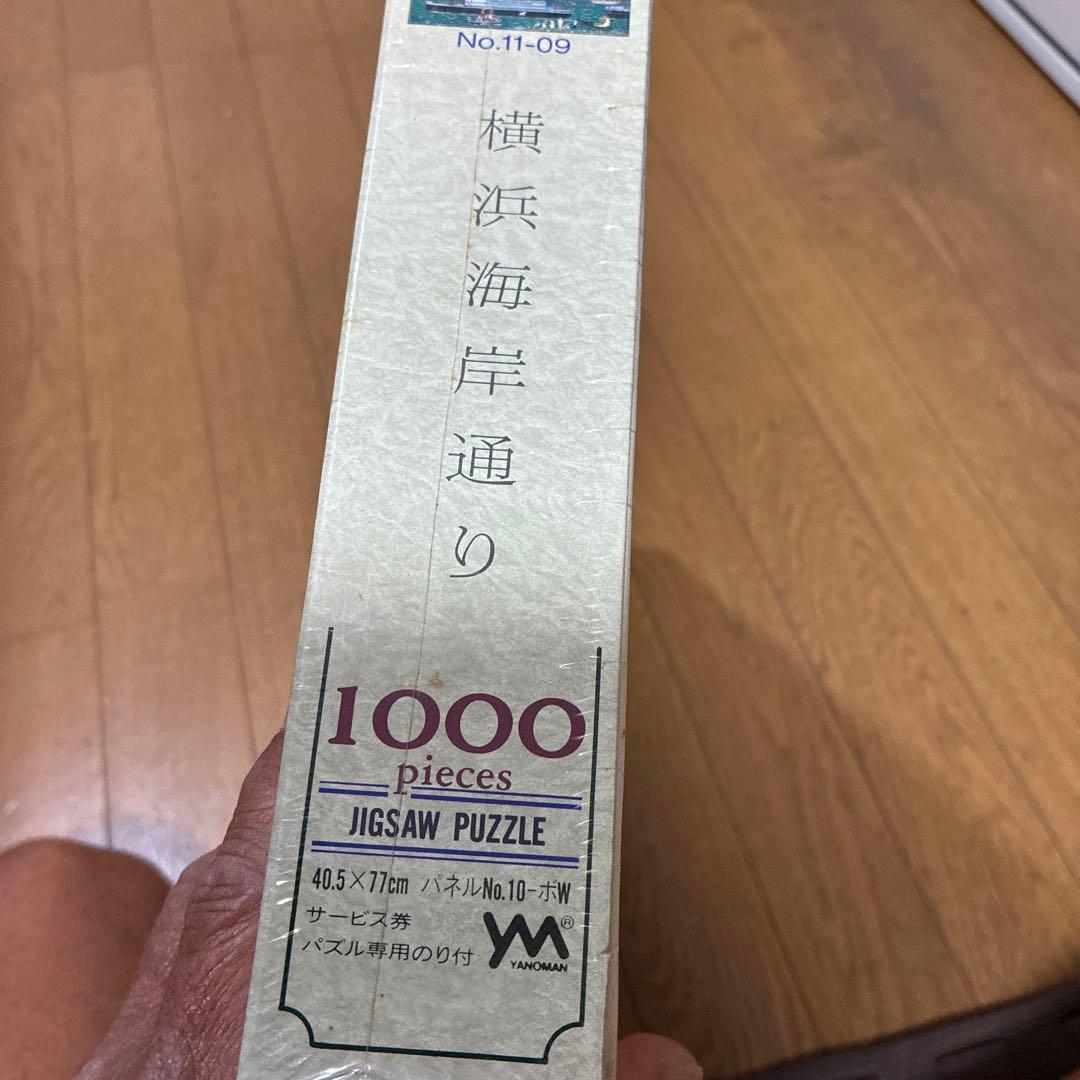 No.11-09
横浜海岸通り
1000
pieces
JIGSAW PUZZLE
40.5×77cm パネルNo.10-ボW
サービス券
パズル専用のり付
YM®
YANOMAN